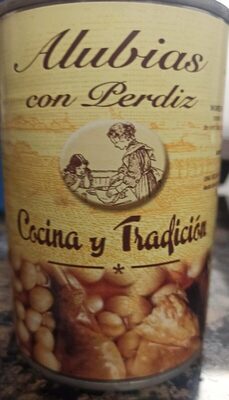 Alubias
con Perdiz
Cocina y Tradición
*